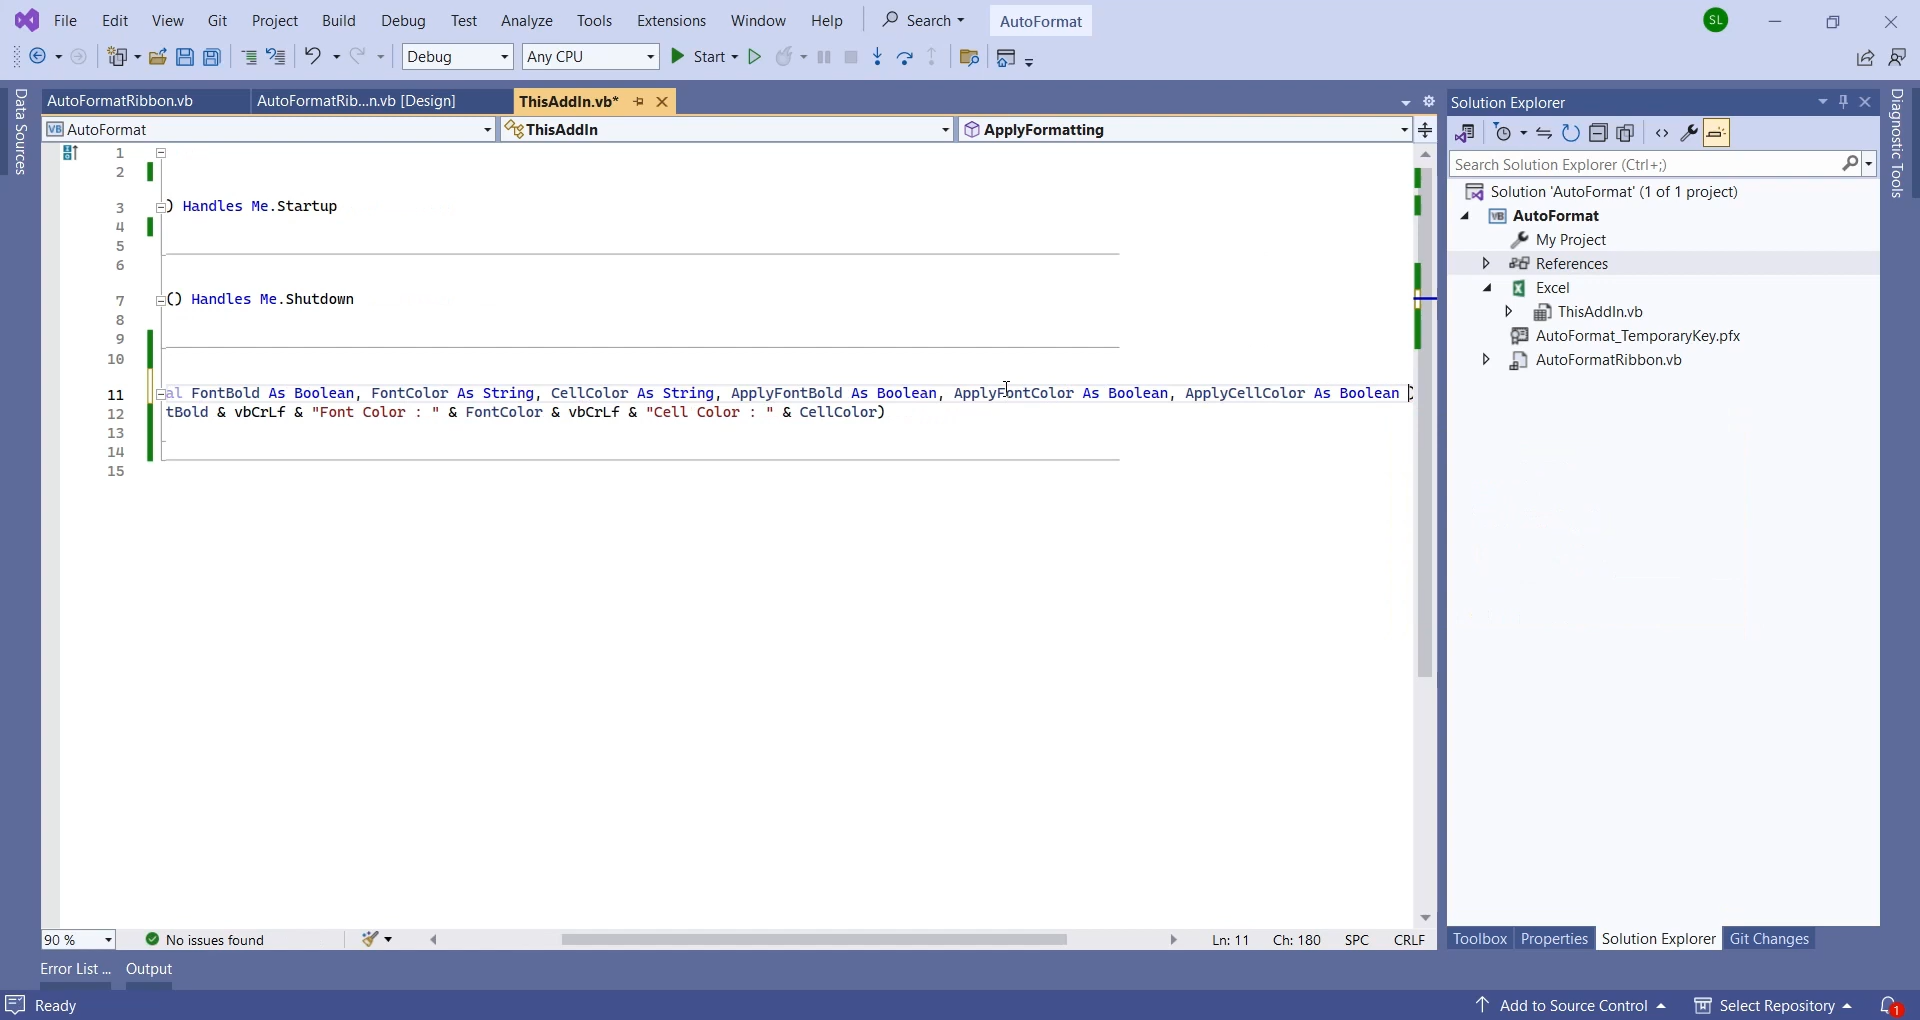 File Edit View Git Project Build Debug Test Analyze Tools Extensions Window Help Search AutoFormat SL
Debug Any CPU Start
Data Sources
AutoFormatRibbon.vb AutoFormatRib...n.vb [Design] ThisAddIn.vb*
VB AutoFormat ThisAddIn ApplyFormatting
1
2
3 ) Handles Me.Startup
4
5
6
7 () Handles Me.Shutdown
8
9
10
11 al FontBold As Boolean, FontColor As String, CellColor As String, ApplyFontBold As Boolean, ApplyFontColor As Boolean, ApplyCellColor As Boolean )
12 tBold & vbCrLf & "Font Color : " & FontColor & vbCrLf & "Cell Color : " & CellColor)
13
14
15
90 % No issues found Ln: 11 Ch: 180 SPC CRLF
Solution Explorer
Search Solution Explorer (Ctrl+;)
Solution 'AutoFormat' (1 of 1 project)
VB AutoFormat
My Project
References
Excel
ThisAddIn.vb
AutoFormat_TemporaryKey.pfx
AutoFormatRibbon.vb
Toolbox Properties Solution Explorer Git Changes
Diagnostic Tools
Error List ... Output
Ready Add to Source Control Select Repository 1